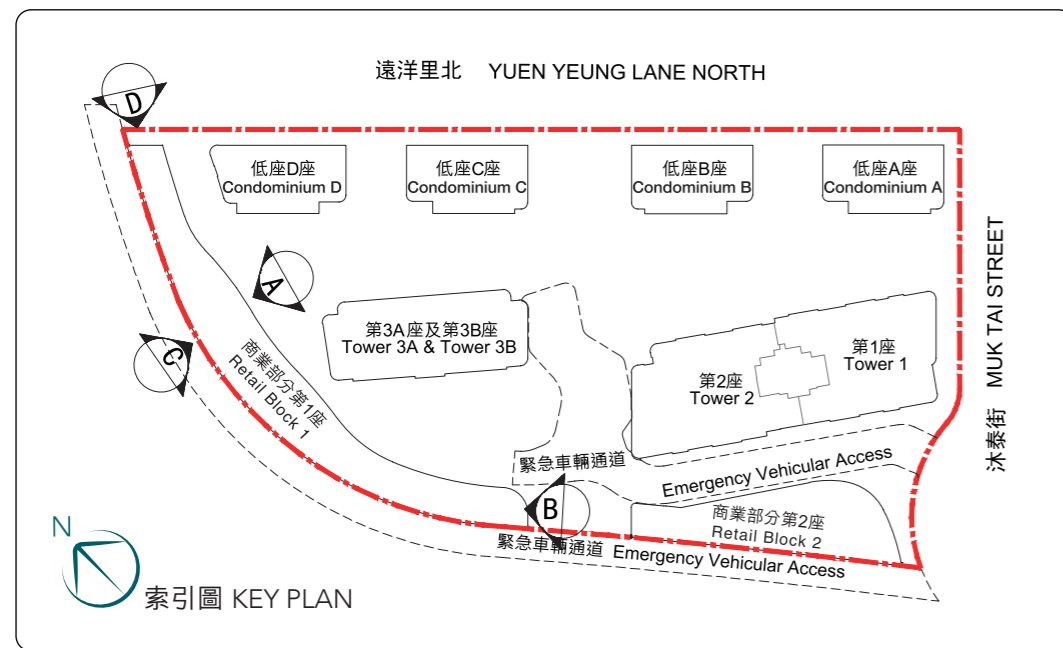 遠洋里北 YUEN YEUNG LANE NORTH
D
低座D座
Condominium D
低座C座
Condominium C
低座B座
Condominium B
低座A座
Condominium A
沐泰街 MUK TAI STREET
A
C
商業部分第1座
Retail Block 1
第3A座及第3B座
Tower 3A & Tower 3B
第2座
Tower 2
第1座
Tower 1
緊急車輛通道 Emergency Vehicular Access
B
商業部分第2座
Retail Block 2
緊急車輛通道 Emergency Vehicular Access
N
索引圖 KEY PLAN